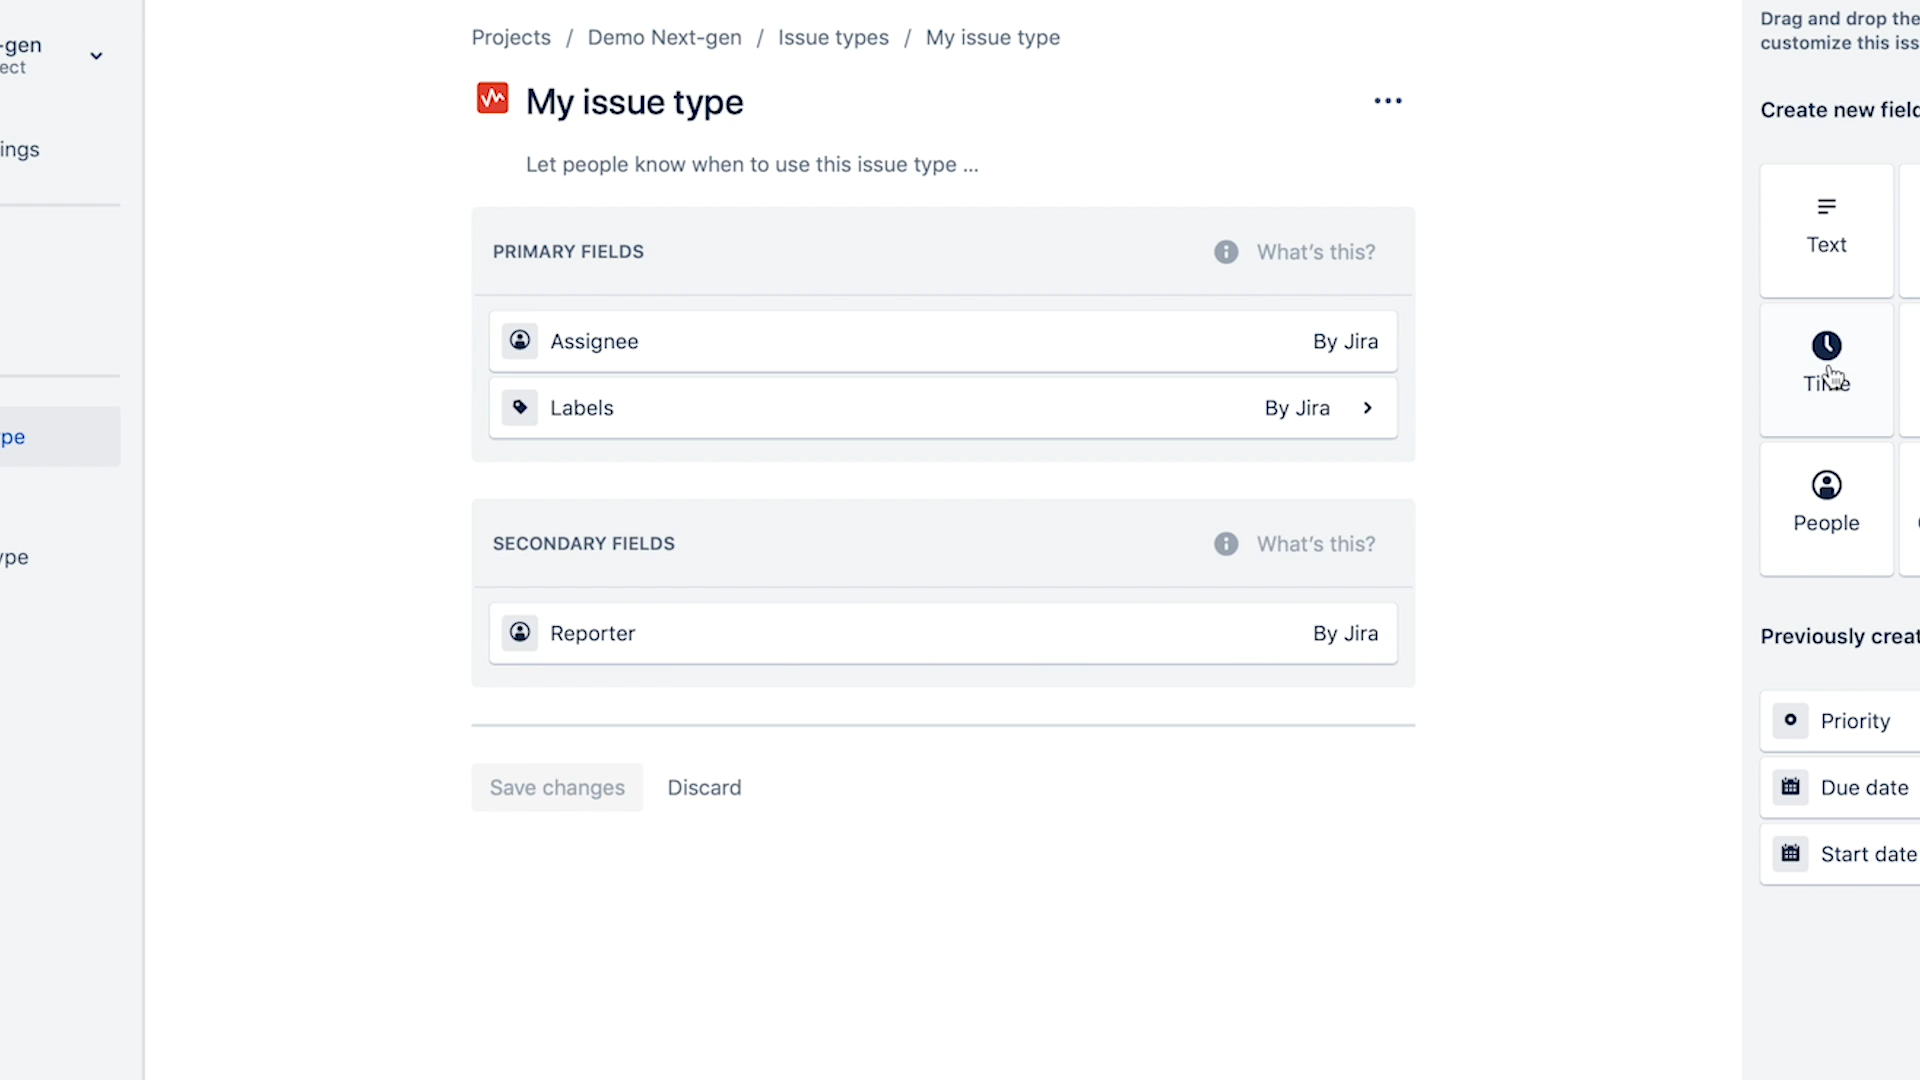 -gen
ect
ings
ype
ype
Projects / Demo Next-gen / Issue types / My issue type
My issue type
Let people know when to use this issue type ...
PRIMARY FIELDS
What's this?
Assignee
By Jira
Labels
By Jira
SECONDARY FIELDS
What's this?
Reporter
By Jira
Save changes
Discard
Drag and drop the
customize this iss
Create new field
Text
Time
People
Previously creat
Priority
Due date
Start date